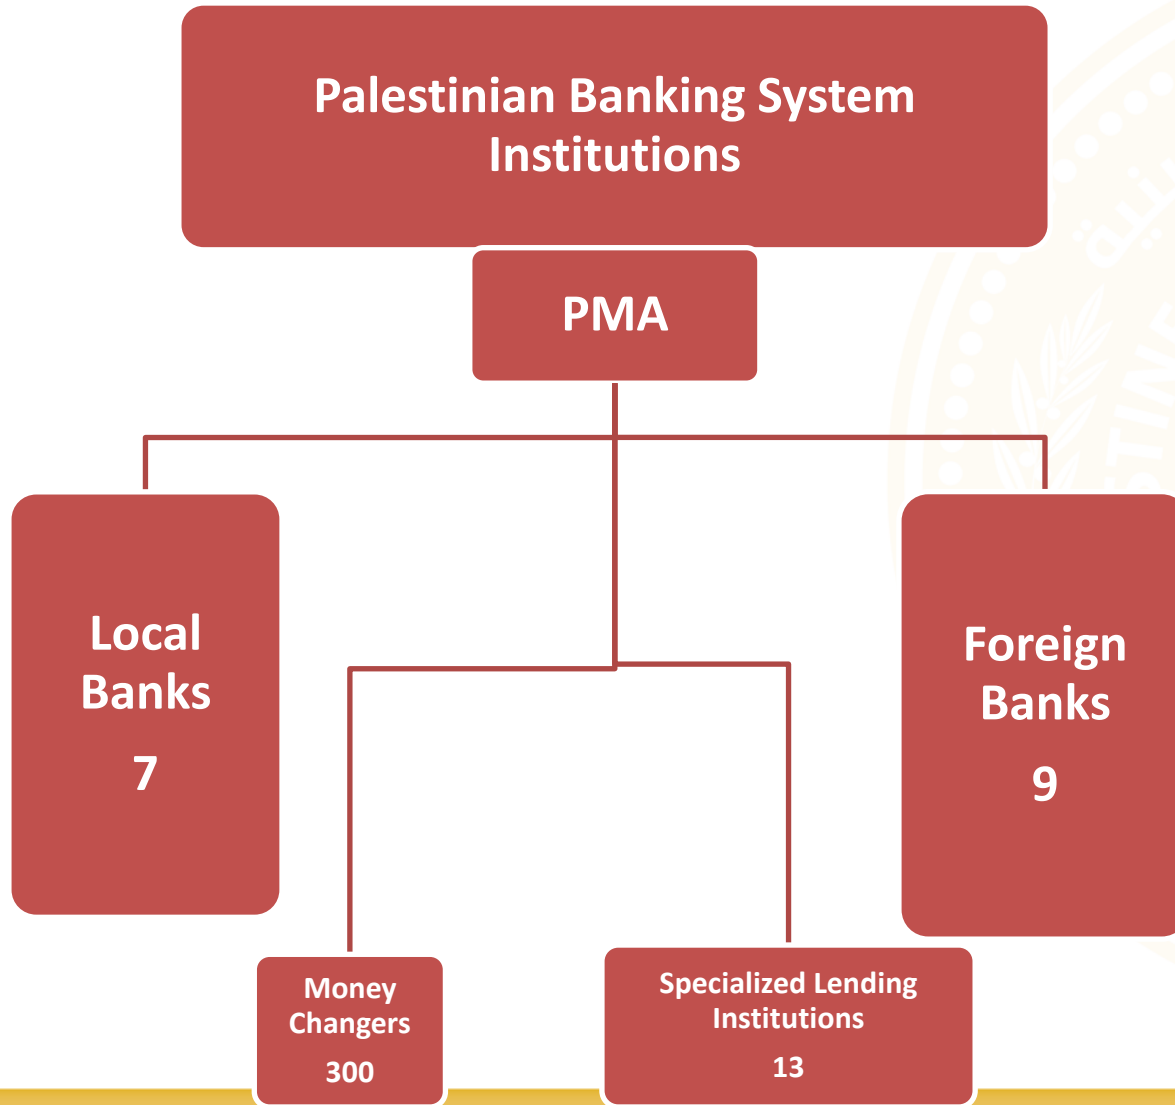 Palestinian Banking System
Institutions
PMA
Local
Banks
7
Foreign
Banks
9
Money
Changers
300
Specialized Lending
Institutions
13